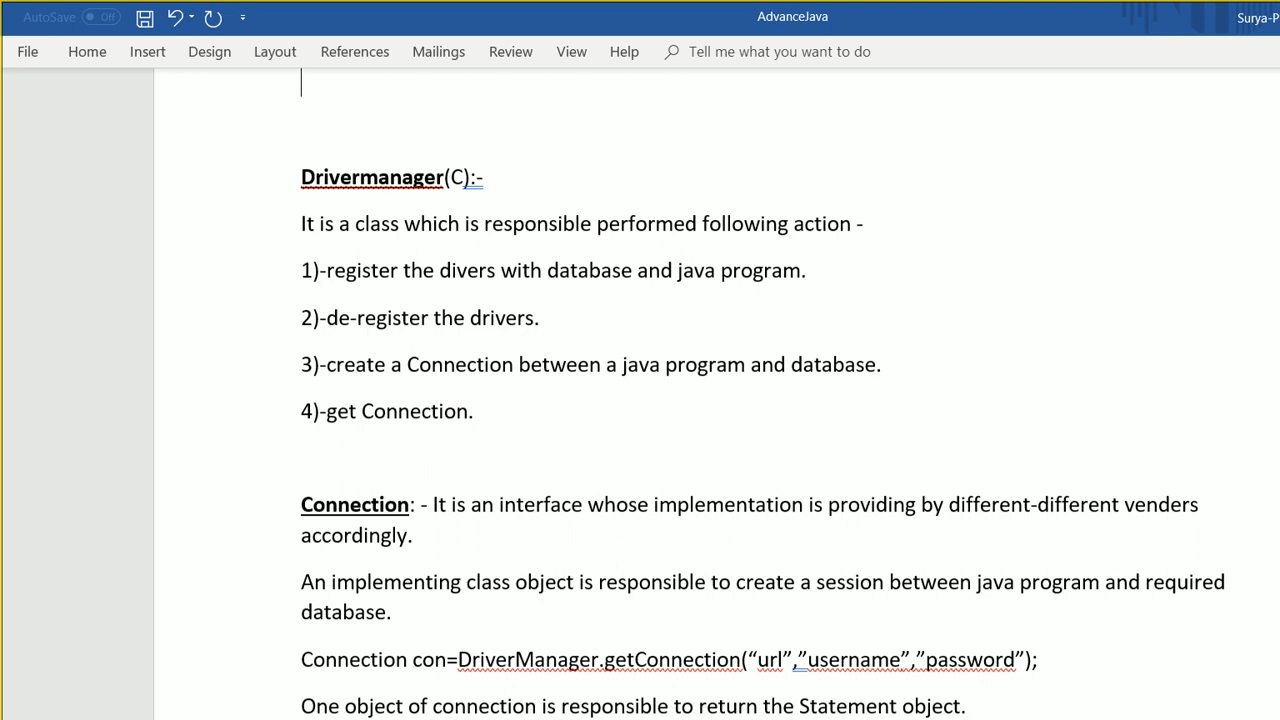 AutoSave Off AdvanceJava Surya-P
File Home Insert Design Layout References Mailings Review View Help Tell me what you want to do
Drivermanager(C):-
It is a class which is responsible performed following action -
1)-register the divers with database and java program.
2)-de-register the drivers.
3)-create a Connection between a java program and database.
4)-get Connection.
Connection: - It is an interface whose implementation is providing by different-different venders
accordingly.
An implementing class object is responsible to create a session between java program and required
database.
Connection con=DriverManager.getConnection(“url”,”username”,”password”);
One object of connection is responsible to return the Statement object.